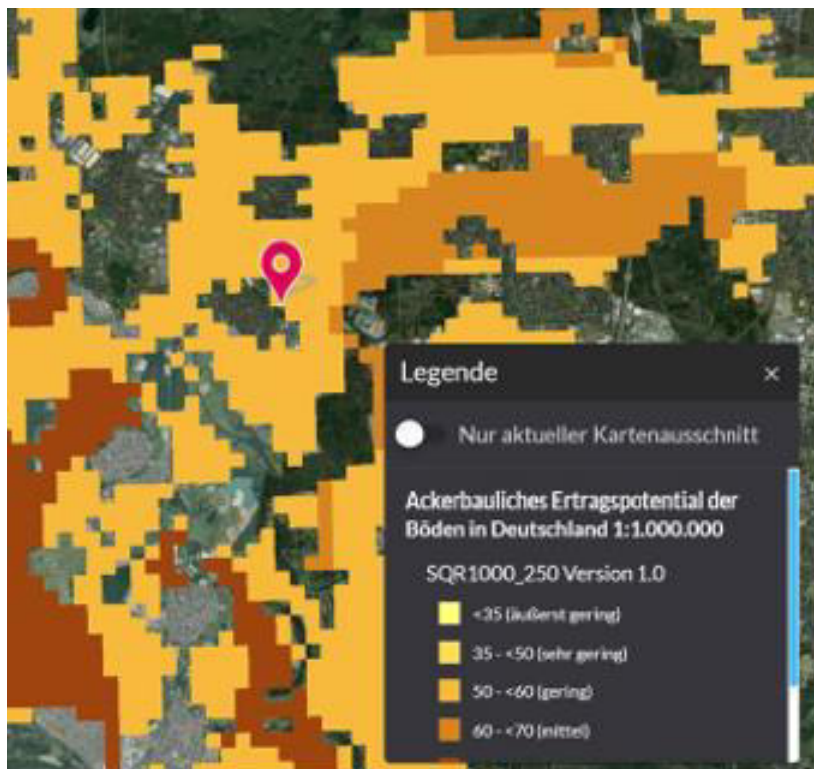 Legende ×
Nur aktueller Kartenausschnitt
Ackerbauliches Ertragspotential der
Böden in Deutschland 1:1.000.000
SQR1000_250 Version 1.0
<35 (äußerst gering)
35 - <50 (sehr gering)
50 - <60 (gering)
60 - <70 (mittel)